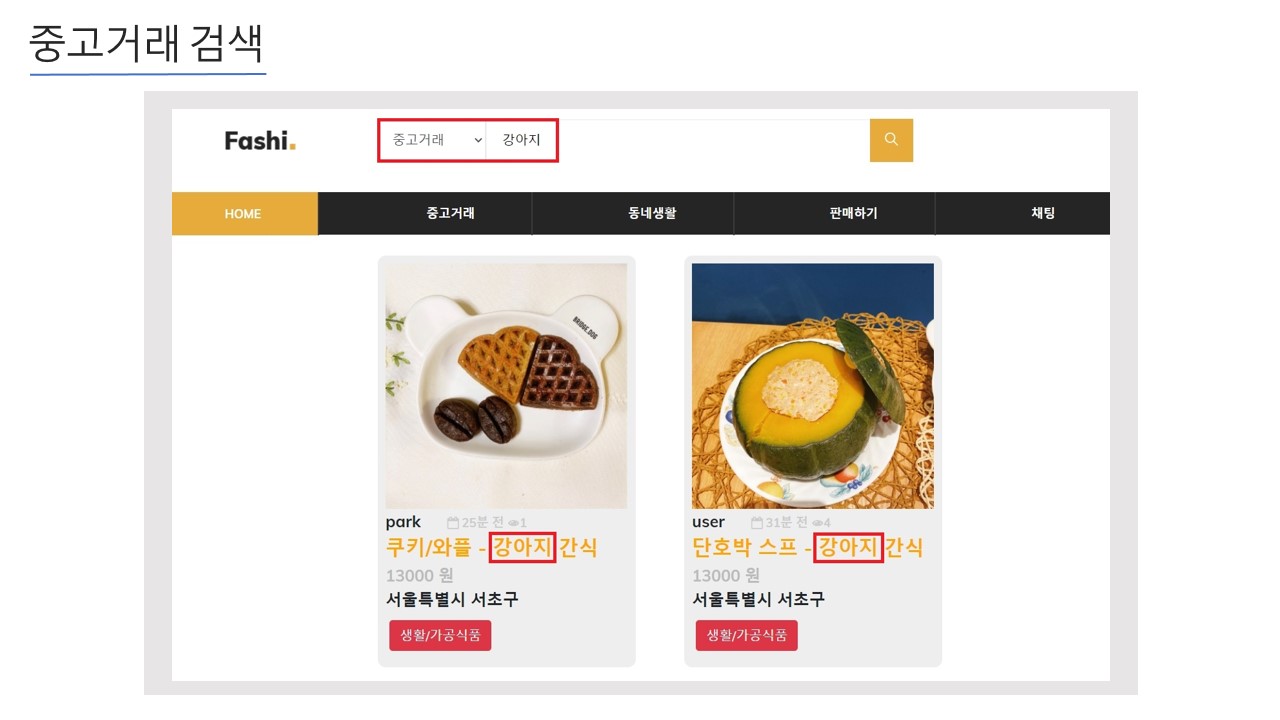 중고거래 검색
Fashi.
중고거래 강아지
HOME 중고거래 동네생활 판매하기 채팅
BRIDGE.DOG
park 25분 전 1
쿠키/와플 - 강아지 간식
13000 원
서울특별시 서초구
생활/가공식품
user 31분 전 4
단호박 스프 - 강아지 간식
13000 원
서울특별시 서초구
생활/가공식품